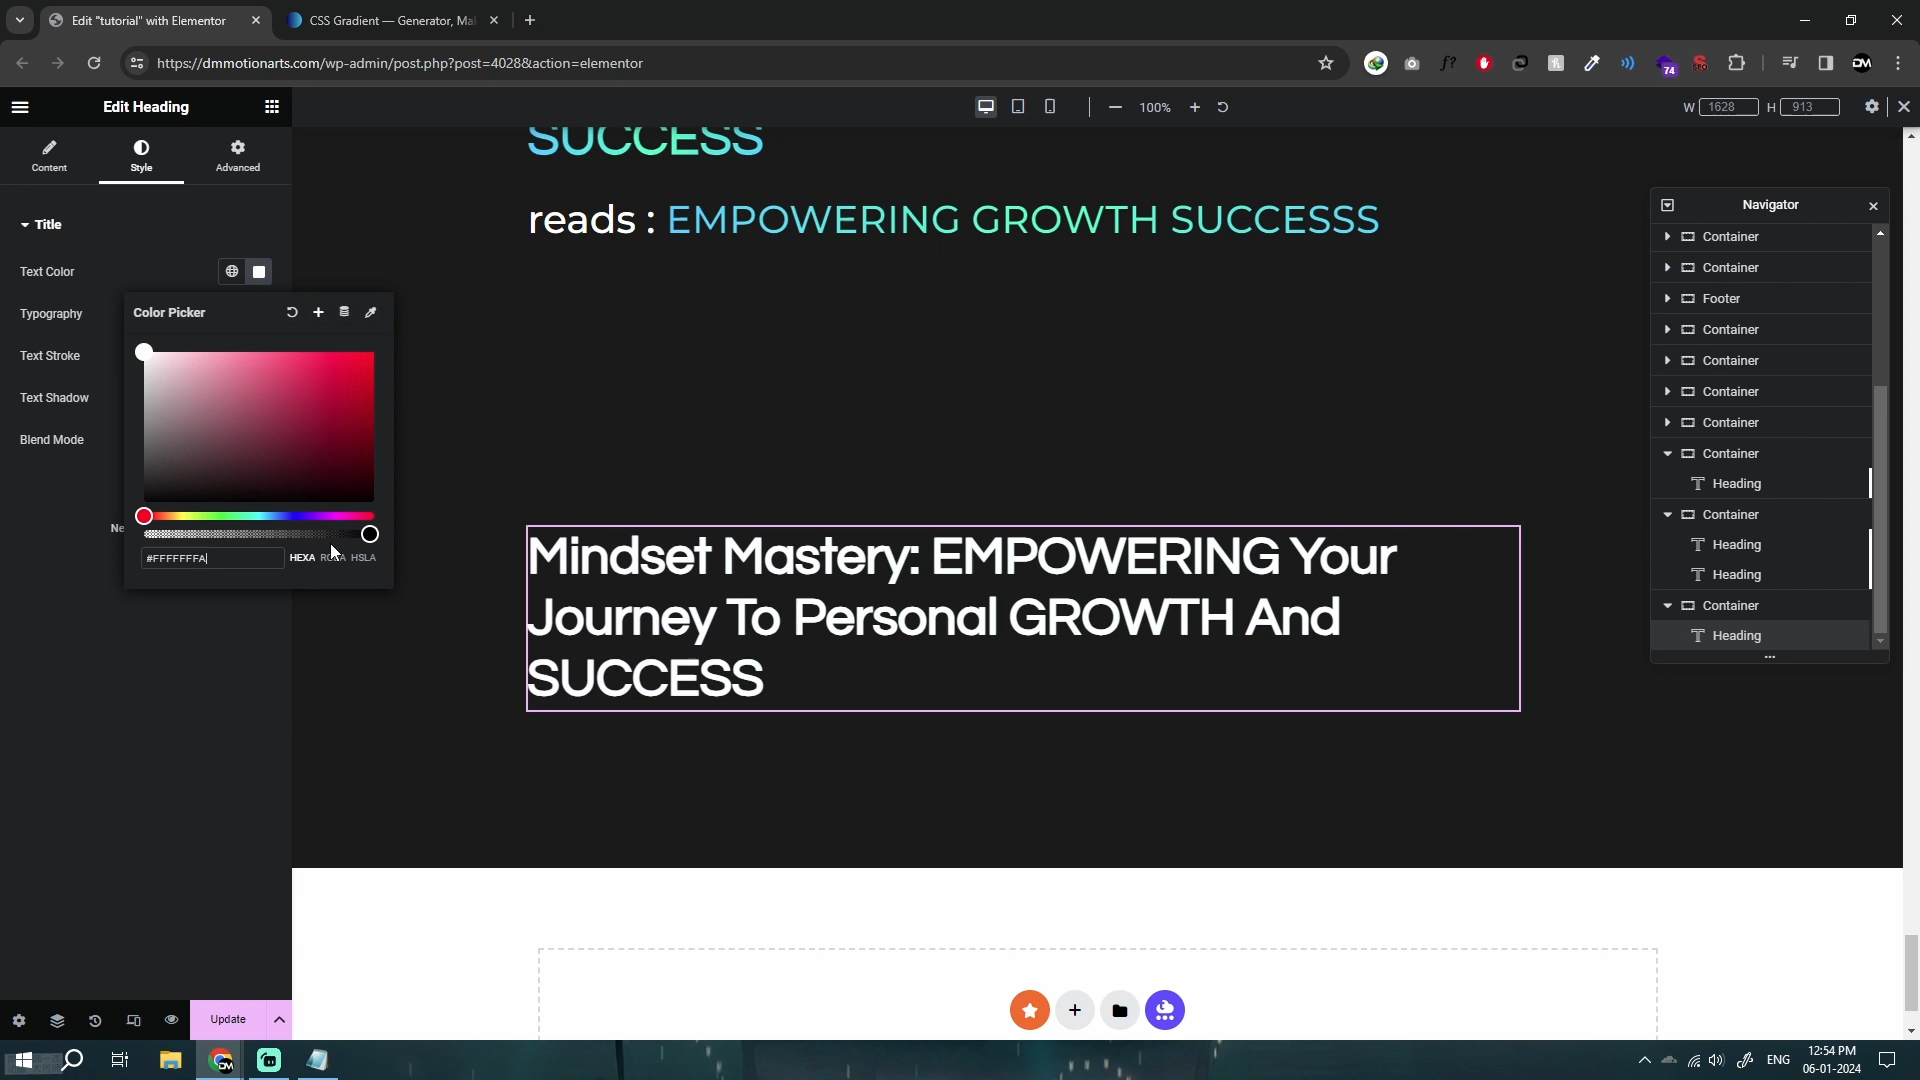 Edit "tutorial" with Elementor
CSS Gradient — Generator, Ma
https://dmmotionarts.com/wp-admin/post.php?post=4028&action=elementor
f?
74
SEO
DM
Edit Heading
100%
W 1628 H 913
Content
Style
Advanced
Title
Text Color
Typography
Text Stroke
Text Shadow
Blend Mode
Ne
Color Picker
#FFFFFFFA
HEXA RGBA HSLA
SUCCESS
reads : EMPOWERING GROWTH SUCCESSS
Mindset Mastery: EMPOWERING Your
Journey To Personal GROWTH And
SUCCESS
Navigator
Container
Container
Footer
Container
Container
Container
Container
Container
Heading
Container
Heading
Heading
Container
Heading
Update
ENG
12:54 PM
06-01-2024